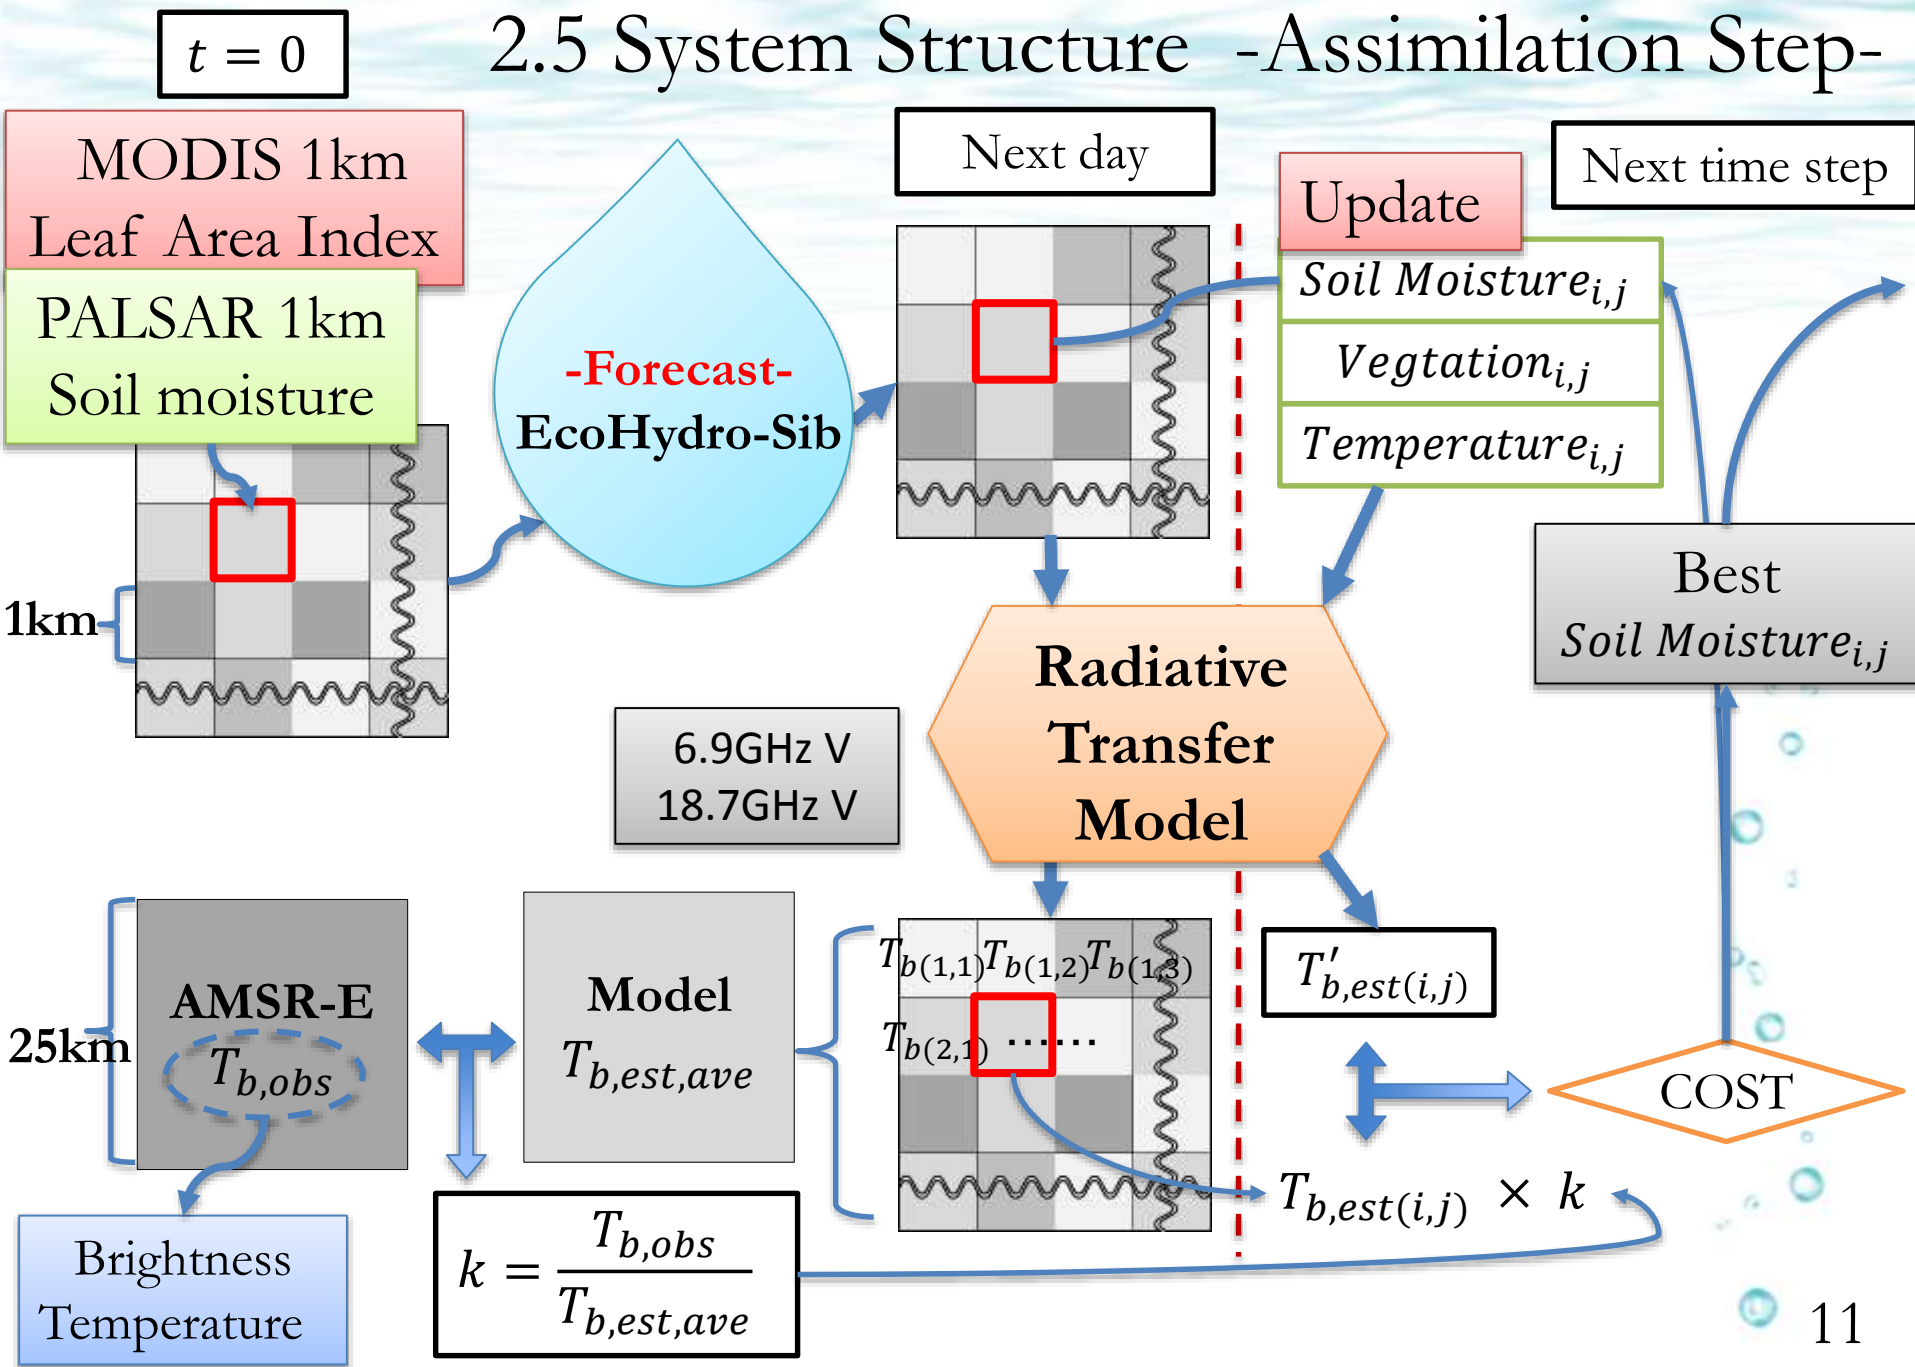 t = 0
2.5 System Structure -Assimilation Step-
MODIS 1km
Leaf Area Index
PALSAR 1km
Soil moisture
1km
-Forecast-
EcoHydro-Sib
Next day
Update
Soil Moisture_{i,j}
Vegtation_{i,j}
Temperature_{i,j}
Next time step
Best
Soil Moisture_{i,j}
Radiative
Transfer
Model
6.9GHz V
18.7GHz V
25km
AMSR-E
T_{b,obs}
Brightness
Temperature
Model
T_{b,est,ave}
k = \frac{T_{b,obs}}{T_{b,est,ave}}
T_{b(1,1)} T_{b(1,2)} T_{b(1,3)}
T_{b(2,1)} ......
T'_{b,est(i,j)}
T_{b,est(i,j)} × k
COST
11